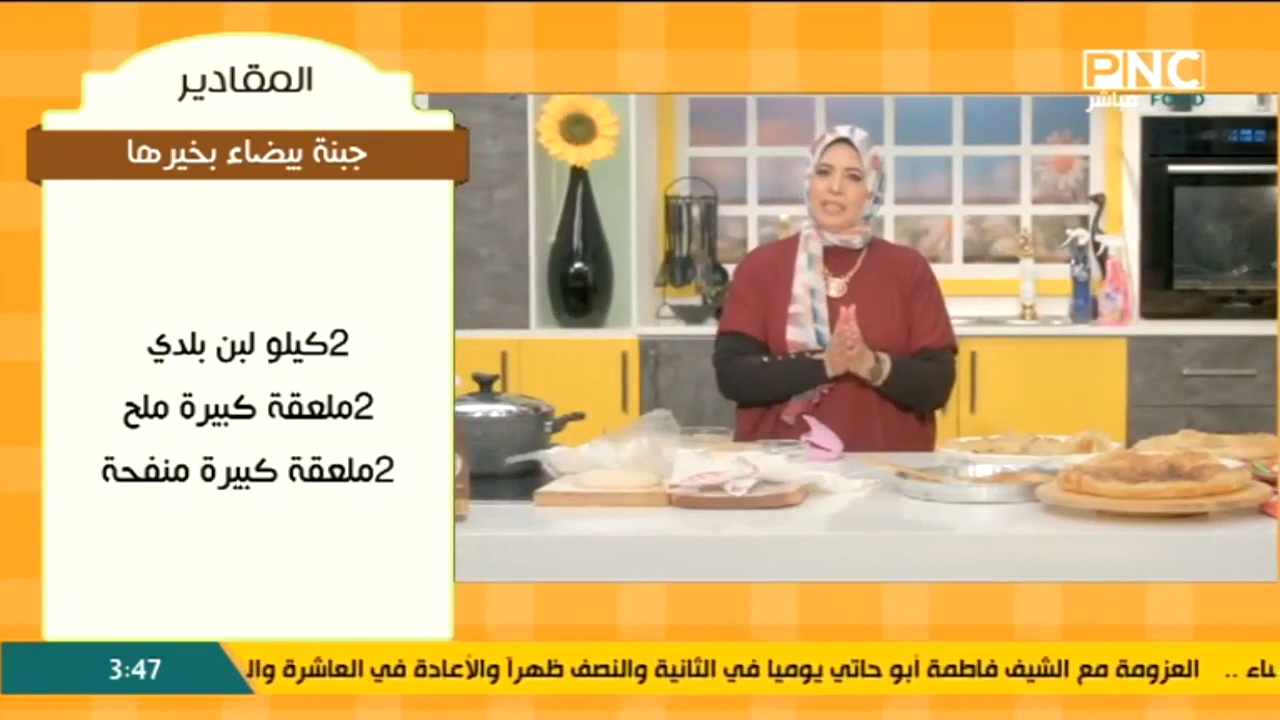 المقادير
جبنة بيضاء بخيرها
2كيلو لبن بلدي
2ملعقة كبيرة ملح
2ملعقة كبيرة منفحة
PNC
FOOD مباشر
3:47
العزومة مع الشيف فاطمة أبو حاتي يوميا في الثانية والنصف ظهراً والأعادة في العاشرة